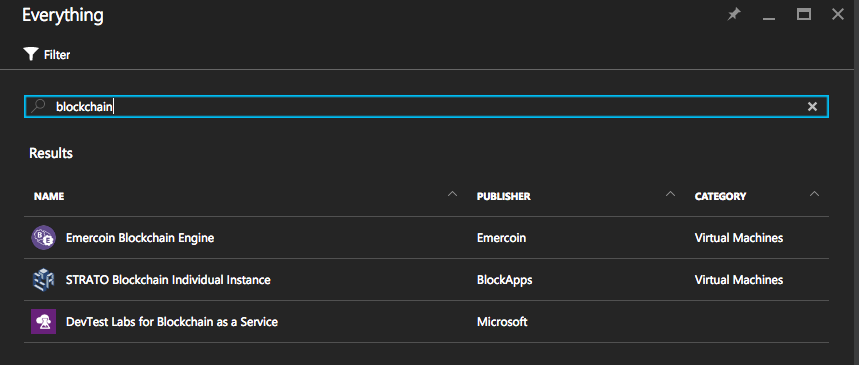 Everything
Filter
blockchain
Results
NAME PUBLISHER CATEGORY
Emercoin Blockchain Engine Emercoin Virtual Machines
STRATO Blockchain Individual Instance BlockApps Virtual Machines
DevTest Labs for Blockchain as a Service Microsoft